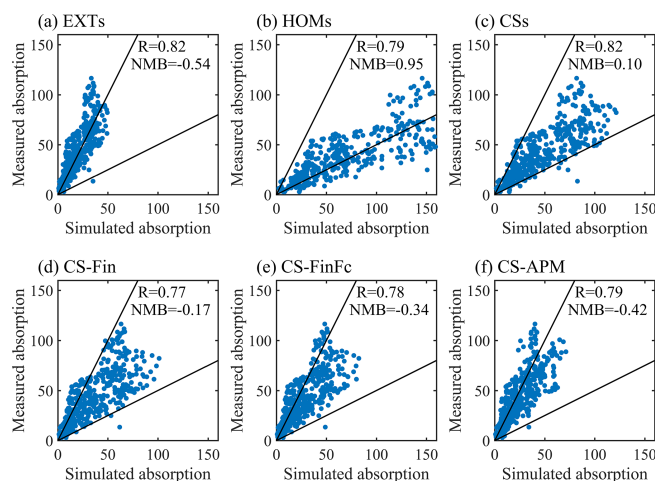 (a) EXTs
R=0.82
NMB=-0.54
150
100
50
0
0 50 100 150
Measured absorption
Simulated absorption
(b) HOMs
R=0.79
NMB=0.95
150
100
50
0
0 50 100 150
Measured absorption
Simulated absorption
(c) CSs
R=0.82
NMB=0.10
150
100
50
0
0 50 100 150
Measured absorption
Simulated absorption
(d) CS-Fin
R=0.77
NMB=-0.17
150
100
50
0
0 50 100 150
Measured absorption
Simulated absorption
(e) CS-FinFc
R=0.78
NMB=-0.34
150
100
50
0
0 50 100 150
Measured absorption
Simulated absorption
(f) CS-APM
R=0.79
NMB=-0.42
150
100
50
0
0 50 100 150
Measured absorption
Simulated absorption